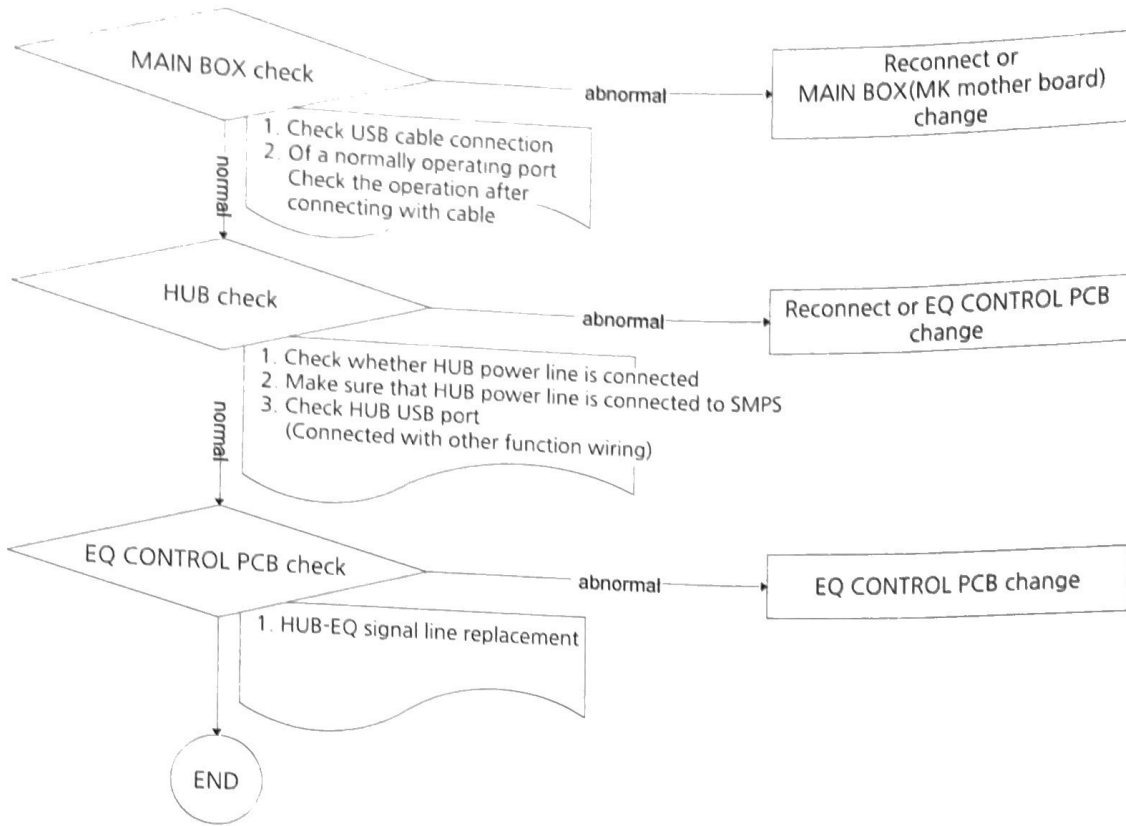 MAIN BOX check
abnormal
Reconnect or
MAIN BOX(MK mother board)
change
1. Check USB cable connection
2. Of a normally operating port
Check the operation after
connecting with cable
normal
HUB check
abnormal
Reconnect or EQ CONTROL PCB
change
1. Check whether HUB power line is connected
2. Make sure that HUB power line is connected to SMPS
3. Check HUB USB port
(Connected with other function wiring)
normal
EQ CONTROL PCB check
abnormal
EQ CONTROL PCB change
1. HUB-EQ signal line replacement
END